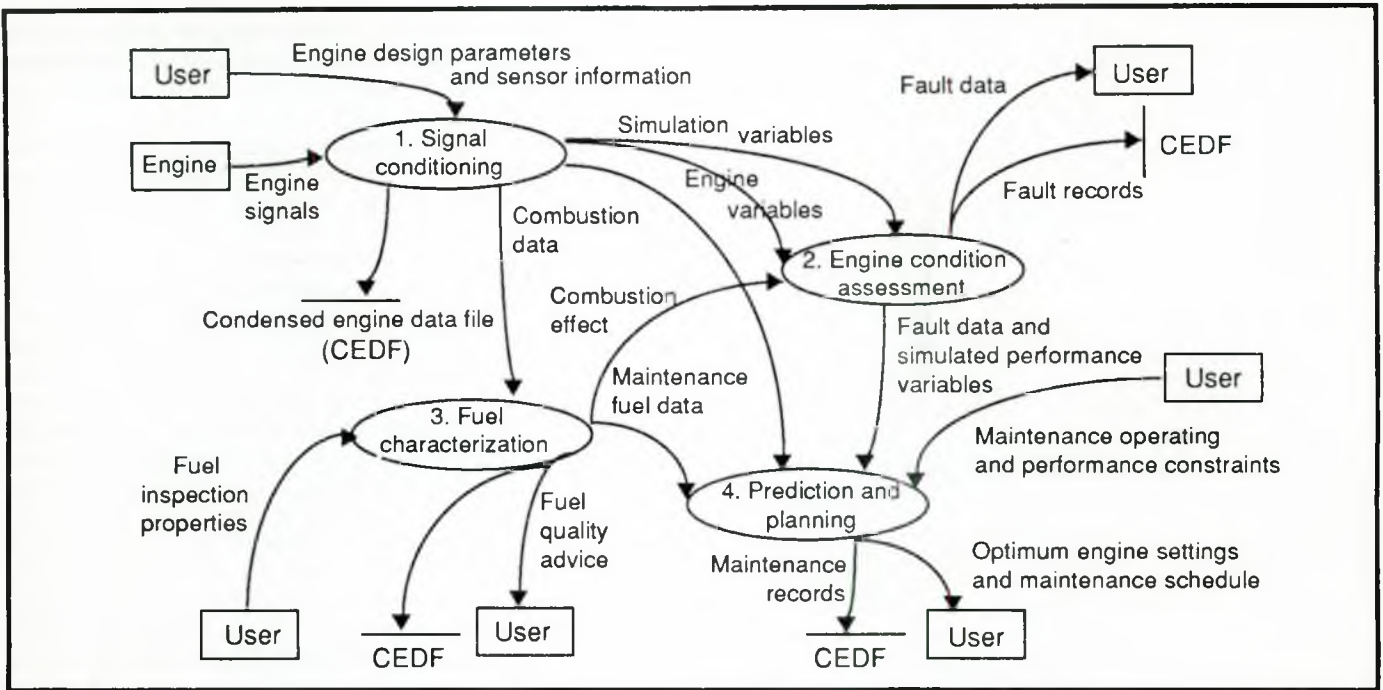 User
Engine design parameters
and sensor information
Engine
Engine
signals
1. Signal
conditioning
Simulation variables
Engine
variables
Fault data
User
CEDF
Fault records
Combustion
data
2. Engine condition
assessment
Condensed engine data file
(CEDF)
Combustion
effect
Fault data and
simulated performance
variables
User
Maintenance
fuel data
3. Fuel
characterization
Maintenance operating
and performance constraints
Fuel
inspection
properties
4. Prediction and
planning
Fuel
quality
advice
Maintenance
records
Optimum engine settings
and maintenance schedule
User
CEDF
User
CEDF
User